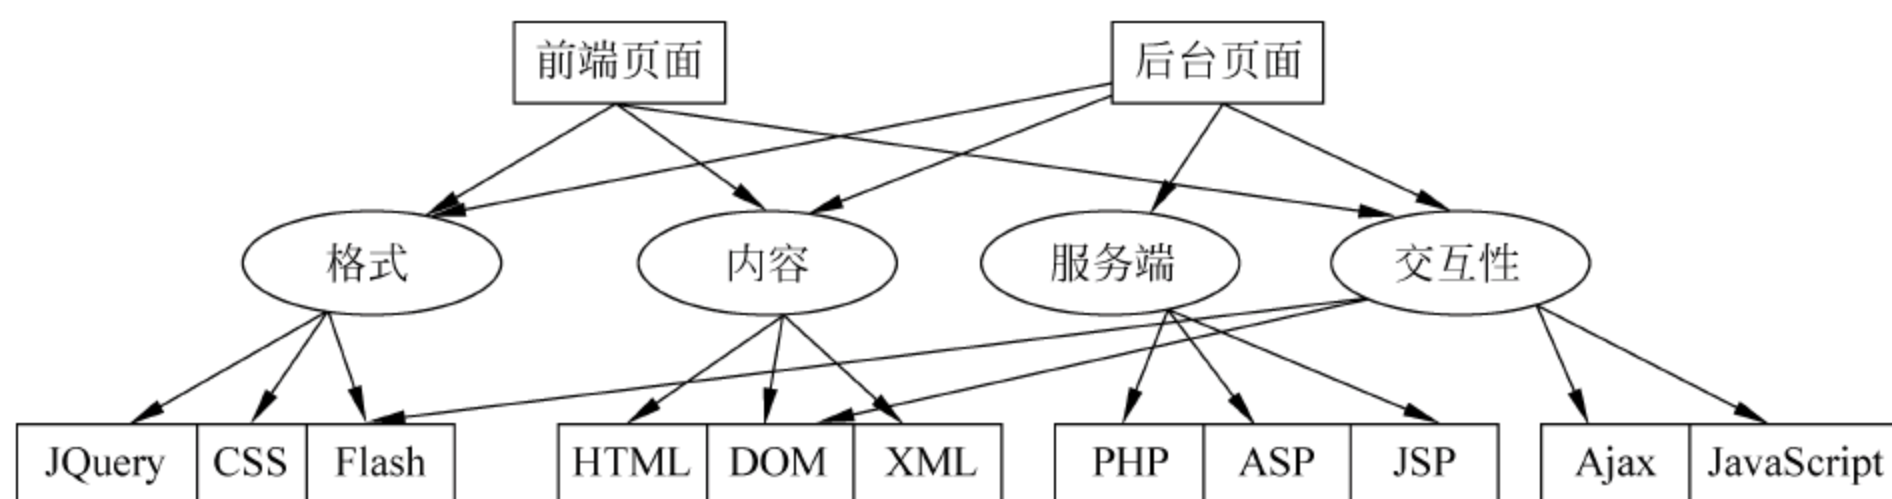 前端页面
后台页面
格式
内容
服务端
交互性
JQuery
CSS
Flash
HTML
DOM
XML
PHP
ASP
JSP
Ajax
JavaScript